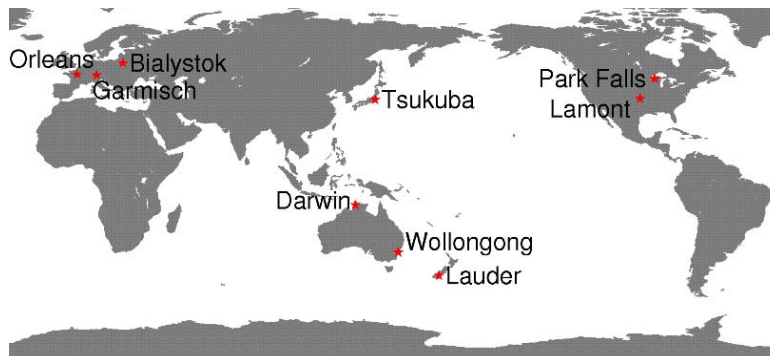 Orleans
Bialystok
Garmisch
Tsukuba
Park Falls
Lamont
Darwin
Wollongong
Lauder